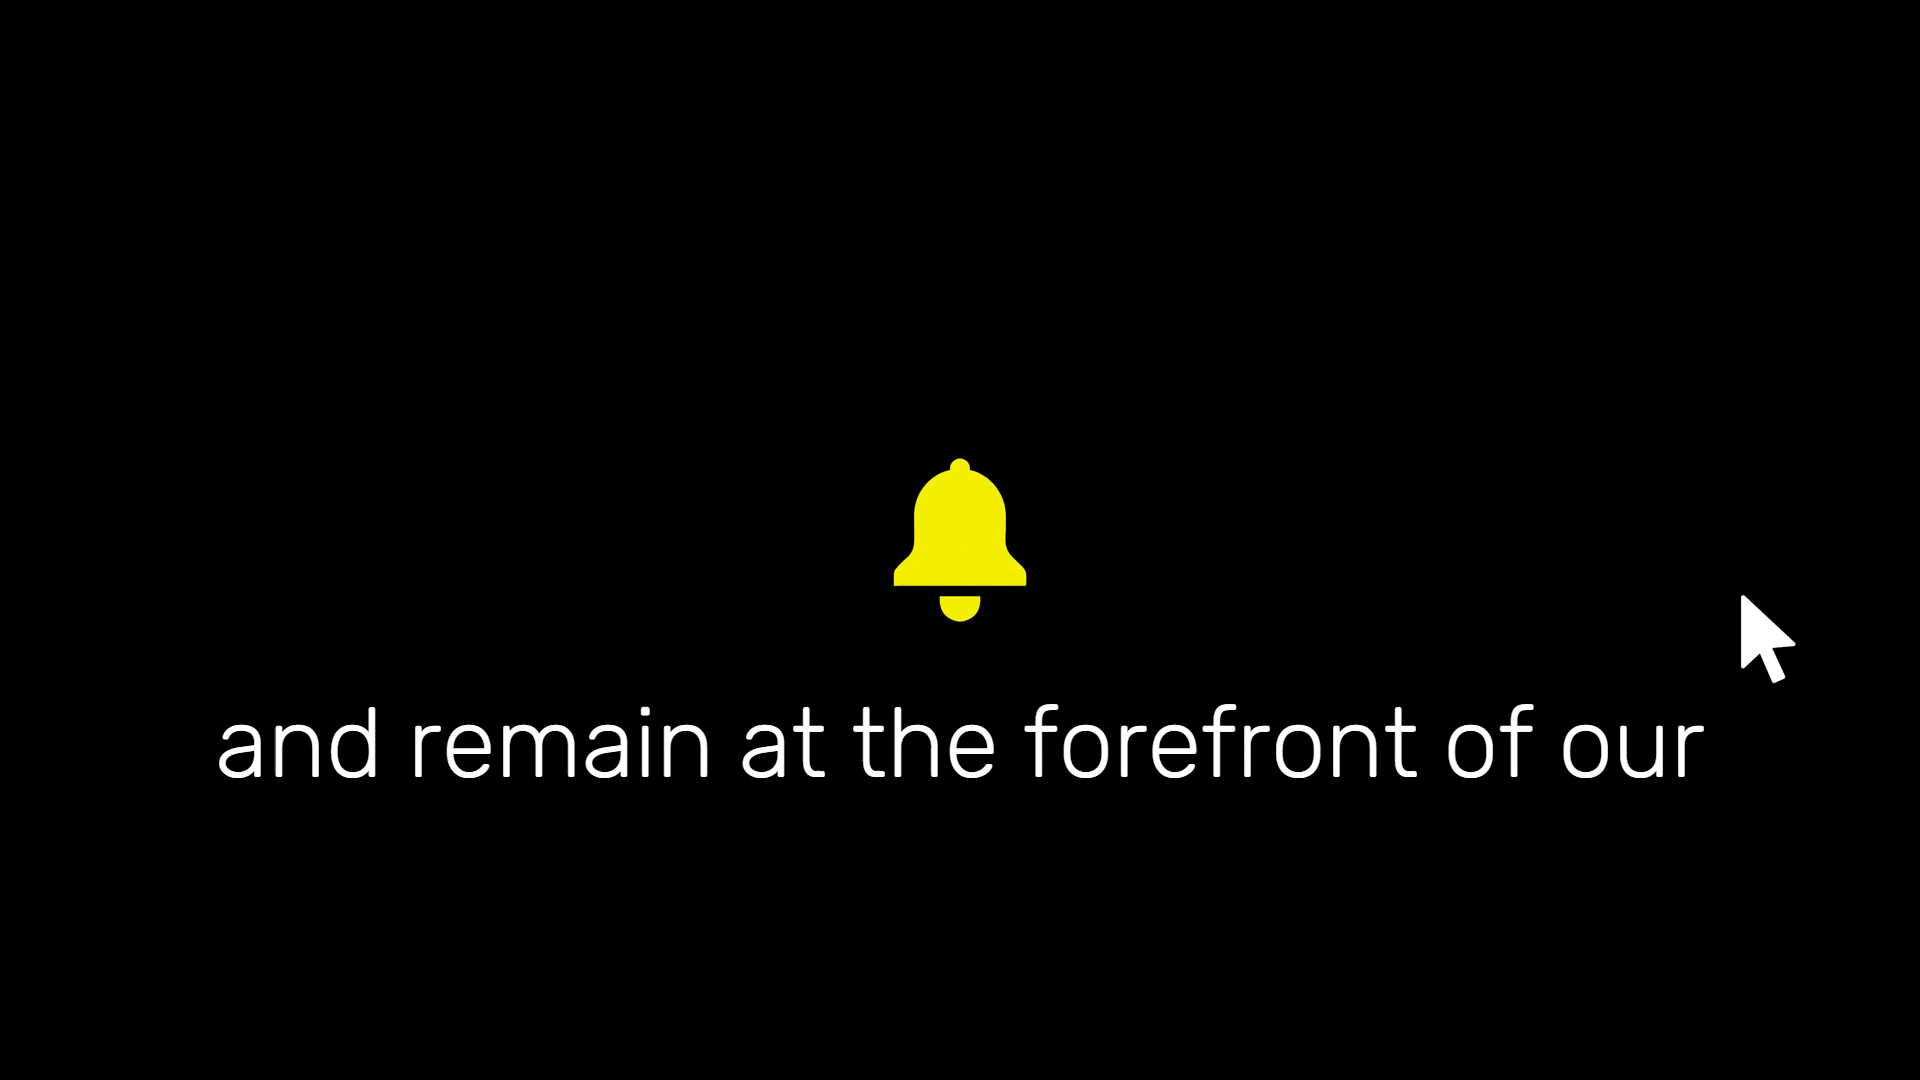 and remain at the forefront of our